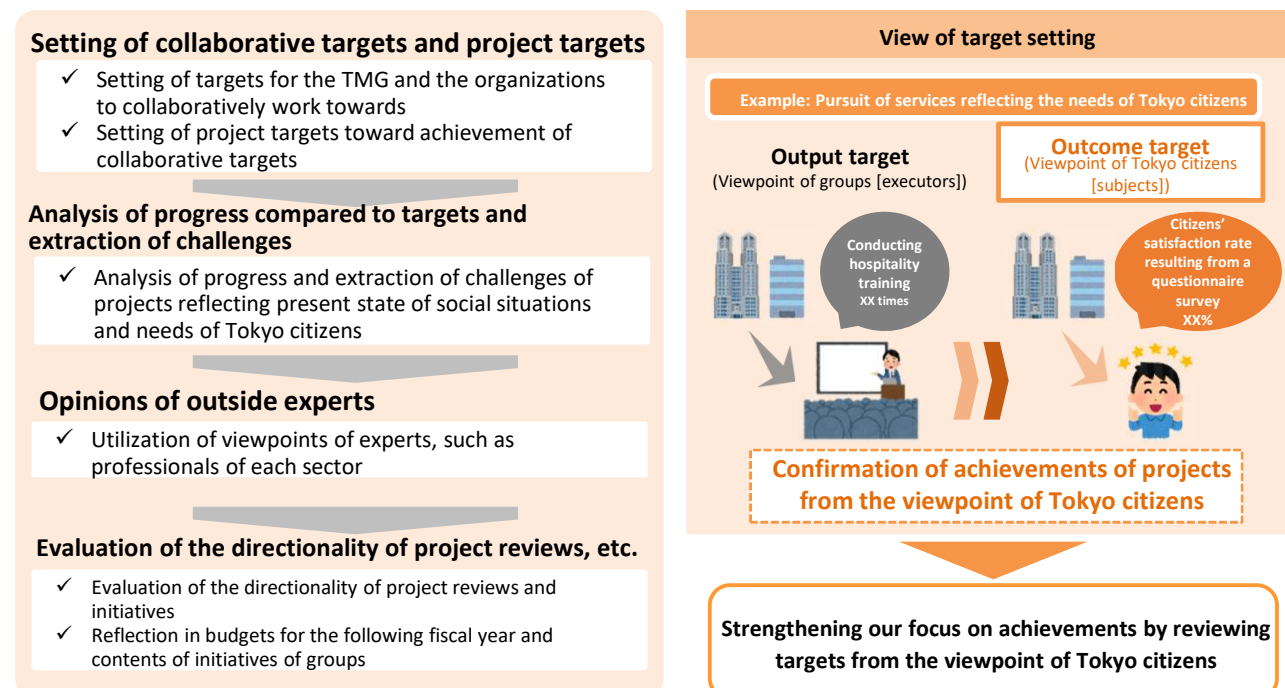 Setting of collaborative targets and project targets
✓ Setting of targets for the TMG and the organizations
to collaboratively work towards
✓ Setting of project targets toward achievement of
collaborative targets
Analysis of progress compared to targets and
extraction of challenges
✓ Analysis of progress and extraction of challenges of
projects reflecting present state of social situations
and needs of Tokyo citizens
Opinions of outside experts
✓ Utilization of viewpoints of experts, such as
professionals of each sector
Evaluation of the directionality of project reviews, etc.
✓ Evaluation of the directionality of project reviews and
initiatives
✓ Reflection in budgets for the following fiscal year and
contents of initiatives of groups
View of target setting
Example: Pursuit of services reflecting the needs of Tokyo citizens
Output target
(Viewpoint of groups [executors])
Outcome target
(Viewpoint of Tokyo citizens
[subjects])
Conducting
hospitality
training
XX times
Citizens'
satisfaction rate
resulting from a
questionnaire
survey
XX%
Confirmation of achievements of projects
from the viewpoint of Tokyo citizens
Strengthening our focus on achievements by reviewing
targets from the viewpoint of Tokyo citizens